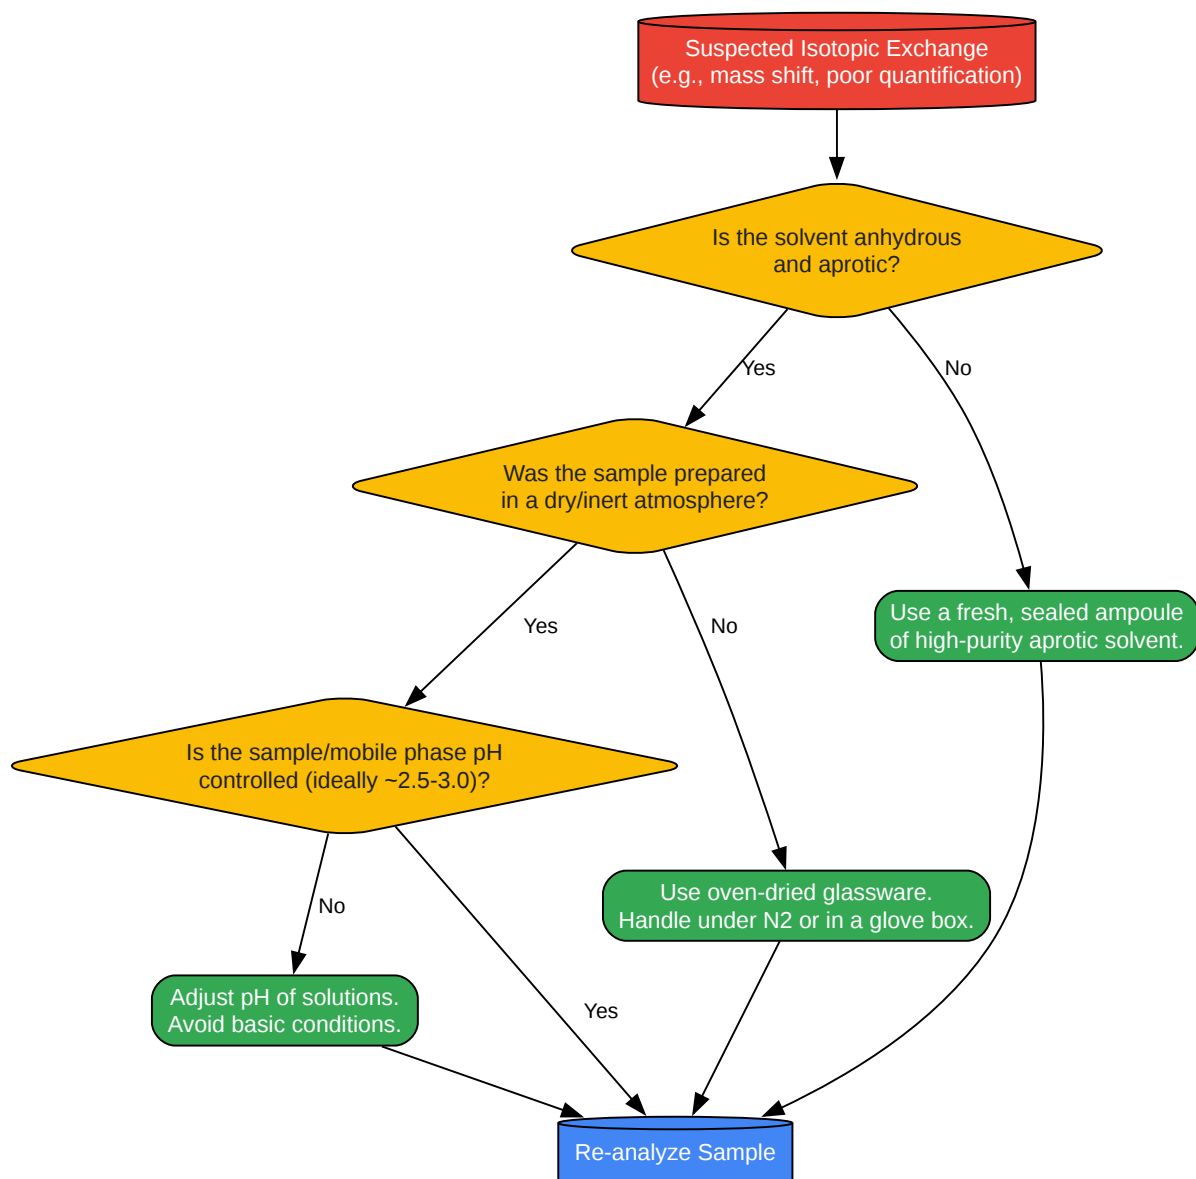 Suspected Isotopic Exchange
(e.g., mass shift, poor quantification)
Is the solvent anhydrous
and aprotic?
Yes
No
Was the sample prepared
in a dry/inert atmosphere?
Use a fresh, sealed ampoule
of high-purity aprotic solvent.
Yes
No
Is the sample/mobile phase pH
controlled (ideally ~2.5-3.0)?
Use oven-dried glassware.
Handle under N2 or in a glove box.
No
Adjust pH of solutions.
Avoid basic conditions.
Yes
Re-analyze Sample